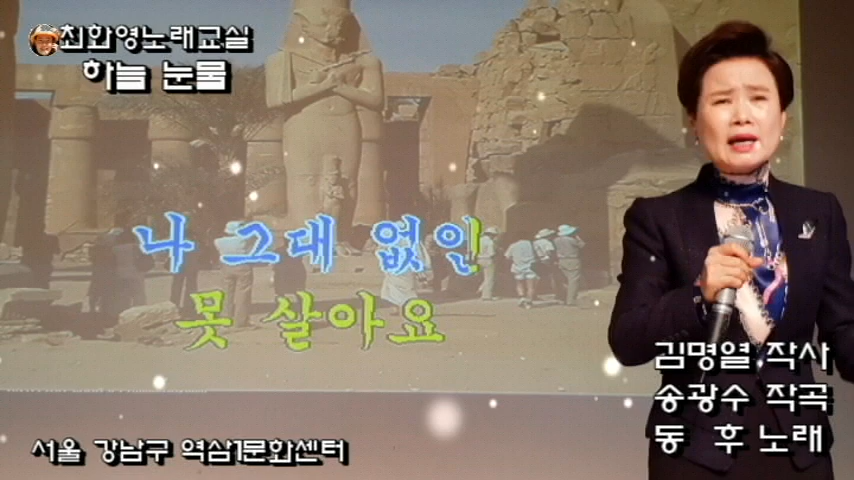 최화영노래교실
하늘 눈물
나 그대 없인
못 살아요
김명열 작사
송광수 작곡
동 후 노래
서울 강남구 역삼1문화센터